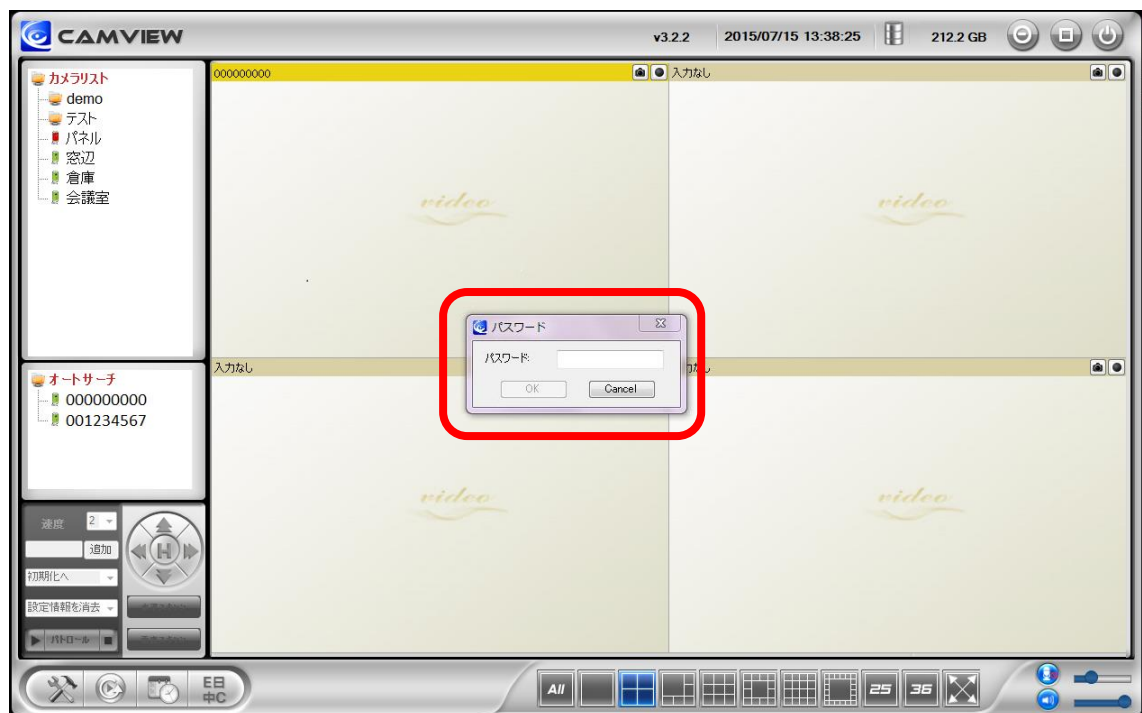 CAMVIEW
v3.2.2 2015/07/15 13:38:25 212.2 GB
カメラリスト
demo
テスト
パネル
窓辺
倉庫
会議室
000000000
入力なし
video
video
パスワード
パスワード:
OK Cancel
入力なし
video
video
オートサーチ
000000000
001234567
速度 2
追加
初期化へ
設定情報を消去
パトロール
H
E日
中C
All
25 36